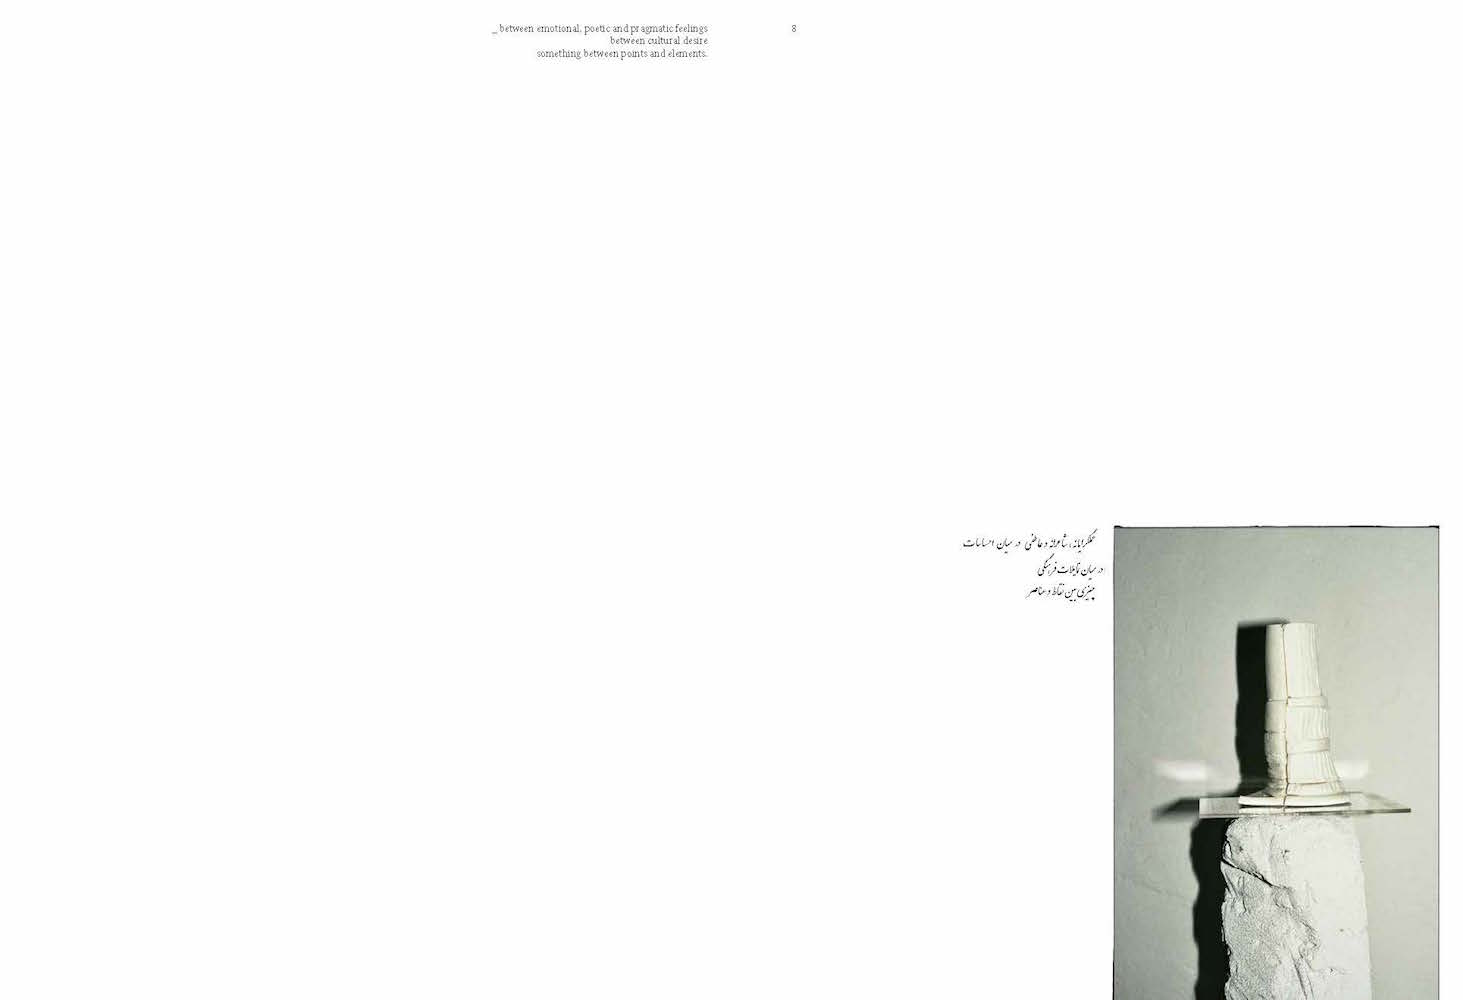 _ between emotional, poetic and pragmatic feelings
between cultural desire
something between points and elements.
8
عملگرایانه، شاعرانه و عاطفی در میان احساسات
در میان تمایلات فرهنگی
چیزی بین نقاط و عناصر